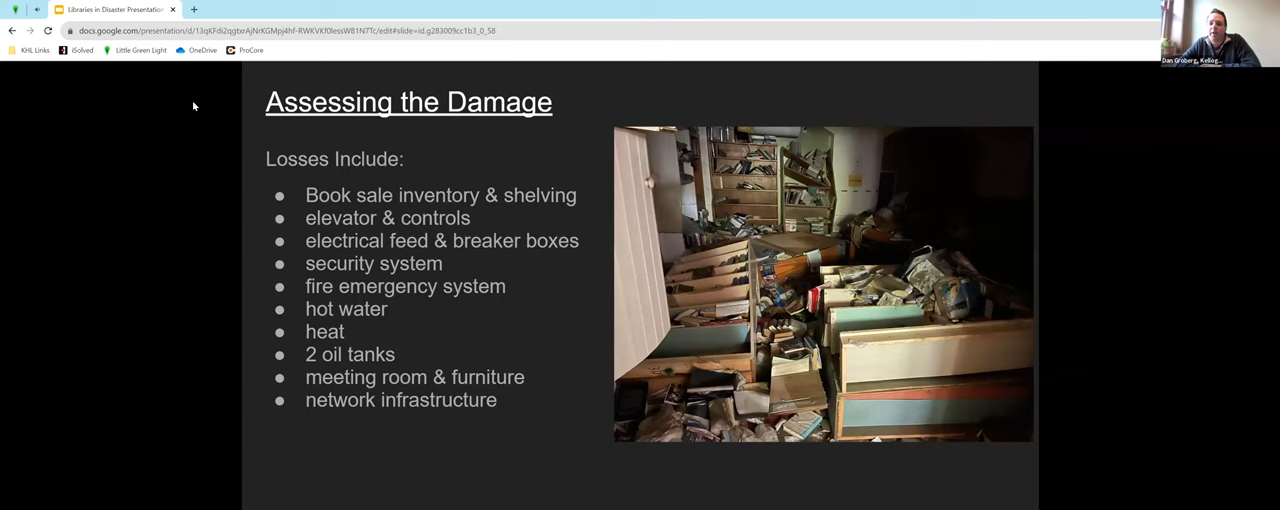 Libraries in Disaster Presentation
docs.google.com/presentation/d/13qKFdi2qgtxrAjNrKGMpj4hf-RWKVKf0lessW81N7Tc/edit#slide=id.g283009cc1b3_0_58
KHL Links iSolved Little Green Light OneDrive ProCore
Dan Groberg, Kellog...
Assessing the Damage
Losses Include:
● Book sale inventory & shelving
● elevator & controls
● electrical feed & breaker boxes
● security system
● fire emergency system
● hot water
● heat
● 2 oil tanks
● meeting room & furniture
● network infrastructure